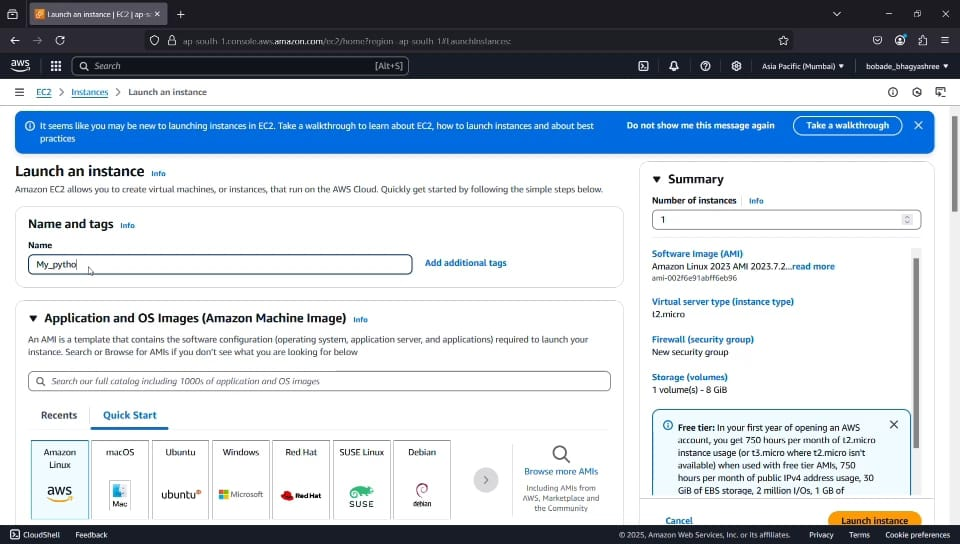 Launch an instance | EC2 | ap-s
ap-south-1.console.aws.amazon.com/ec2/home?region=ap-south-1#LaunchInstances:
aws
Search [Alt+S]
Asia Pacific (Mumbai)
bobade_bhagyashree
EC2 > Instances > Launch an instance
It seems like you may be new to launching instances in EC2. Take a walkthrough to learn about EC2, how to launch instances and about best
practices
Do not show me this message again
Take a walkthrough
Launch an instance Info
Amazon EC2 allows you to create virtual machines, or instances, that run on the AWS Cloud. Quickly get started by following the simple steps below.
Name and tags Info
Name
My_pytho
Add additional tags
Application and OS Images (Amazon Machine Image) Info
An AMI is a template that contains the software configuration (operating system, application server, and applications) required to launch your
instance. Search or Browse for AMIs if you don't see what you are looking for below
Search our full catalog including 1000s of application and OS images
Recents
Quick Start
Amazon
Linux
aws
macOS
Mac
Ubuntu
ubuntu
Windows
Microsoft
Red Hat
Red Hat
SUSE Linux
SUSE
Debian
debian
Browse more AMIs
Including AMIs from
AWS, Marketplace and
the Community
Summary
Number of instances Info
1
Software Image (AMI)
Amazon Linux 2023 AMI 2023.7.2...read more
ami-002f6e91abff6eb96
Virtual server type (instance type)
t2.micro
Firewall (security group)
New security group
Storage (volumes)
1 volume(s) - 8 GiB
Free tier: In your first year of opening an AWS
account, you get 750 hours per month of t2.micro
instance usage (or t3.micro where t2.micro isn't
available) when used with free tier AMIs, 750
hours per month of public IPv4 address usage, 30
GiB of EBS storage, 2 million I/Os, 1 GB of
Cancel
Launch instance
CloudShell
Feedback
© 2025, Amazon Web Services, Inc. or its affiliates.
Privacy
Terms
Cookie preferences